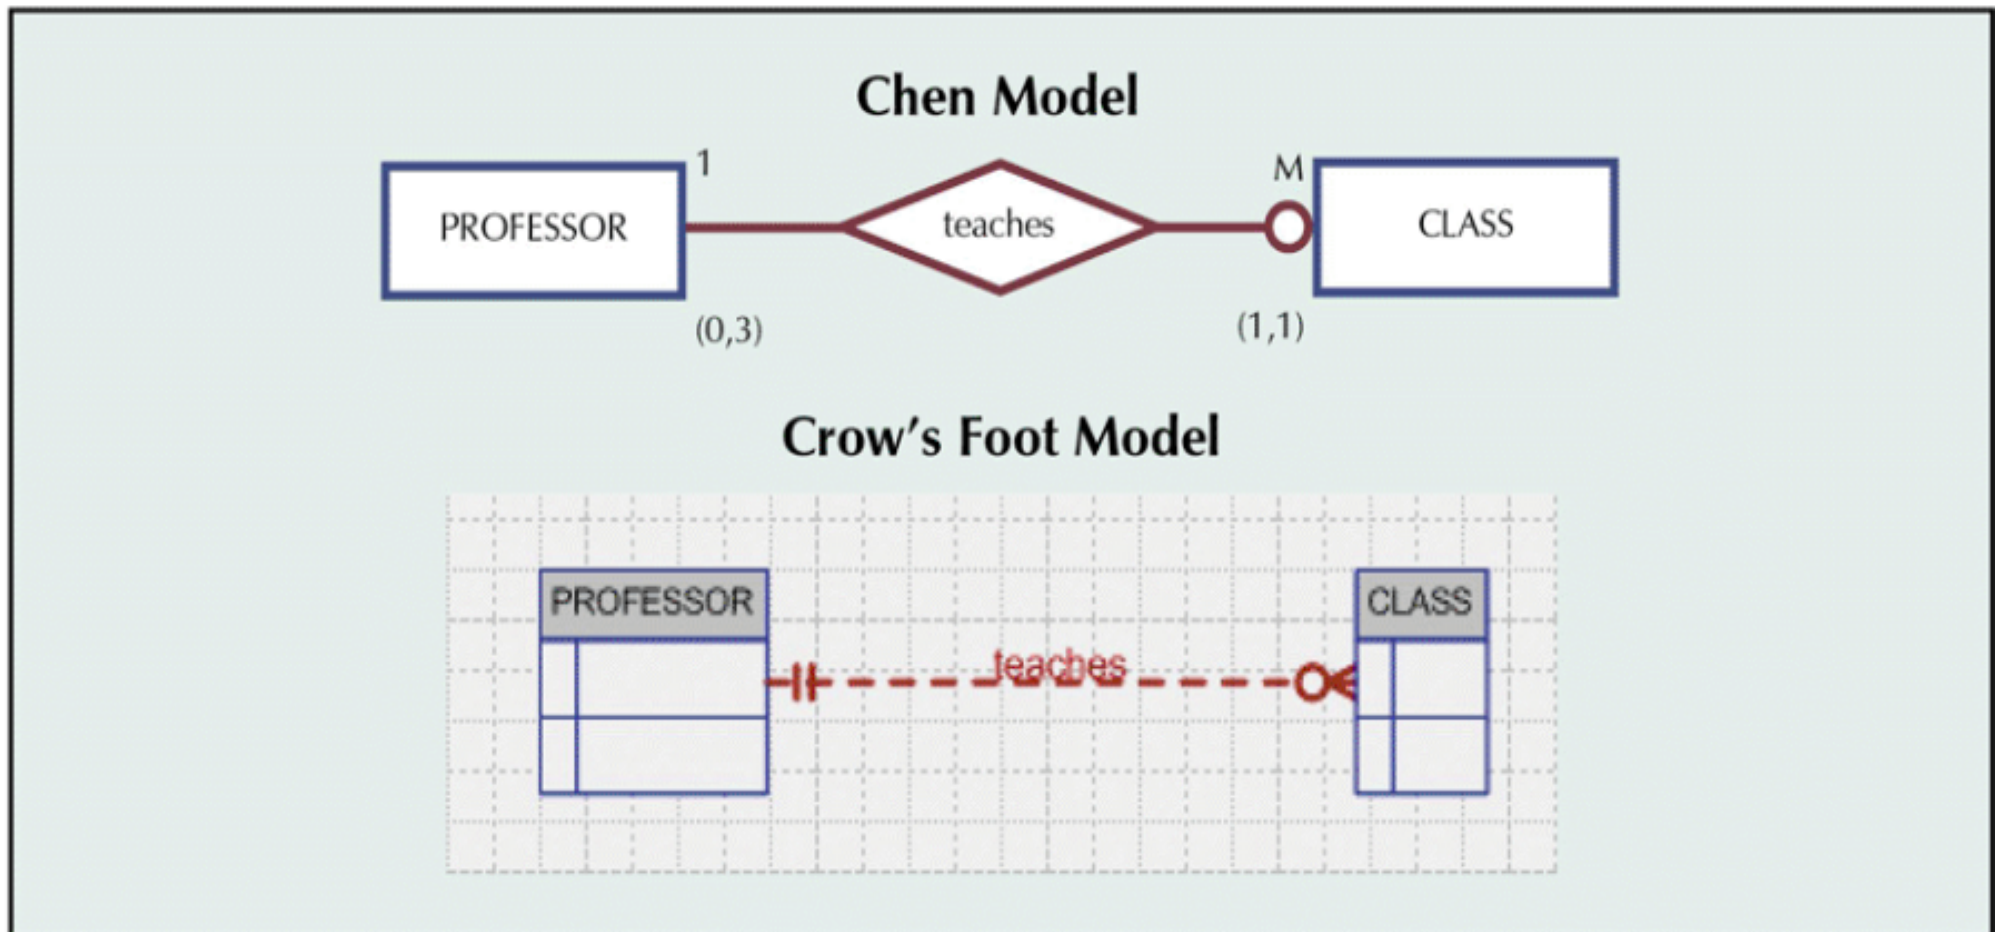 Chen Model
1
M
PROFESSOR
teaches
CLASS
(0,3)
(1,1)
Crow's Foot Model
PROFESSOR
CLASS
teaches